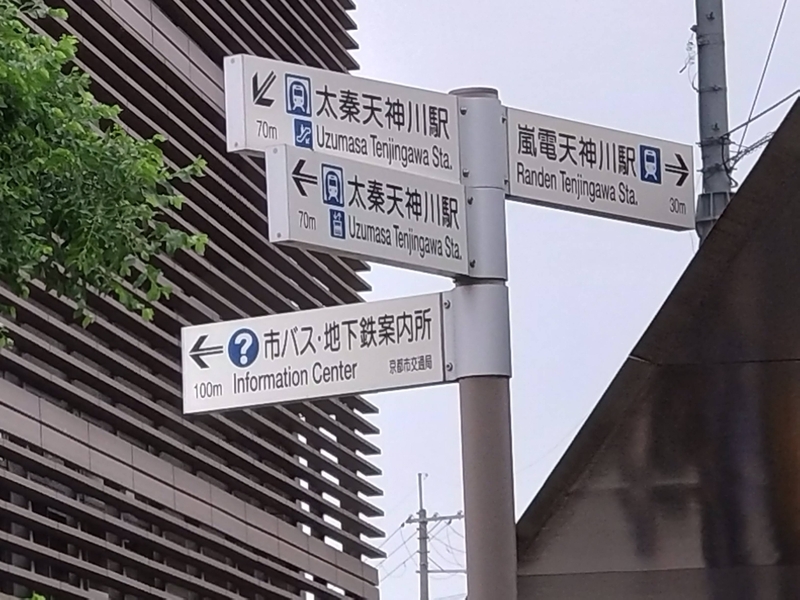 太秦天神川駅
70m
Uzumasa Tenjingawa Sta.
太秦天神川駅
70m
Uzumasa Tenjingawa Sta.
嵐電天神川駅
Randen Tenjingawa Sta.
30m
?
市バス・地下鉄案内所
100m
Information Center
京都市交通局